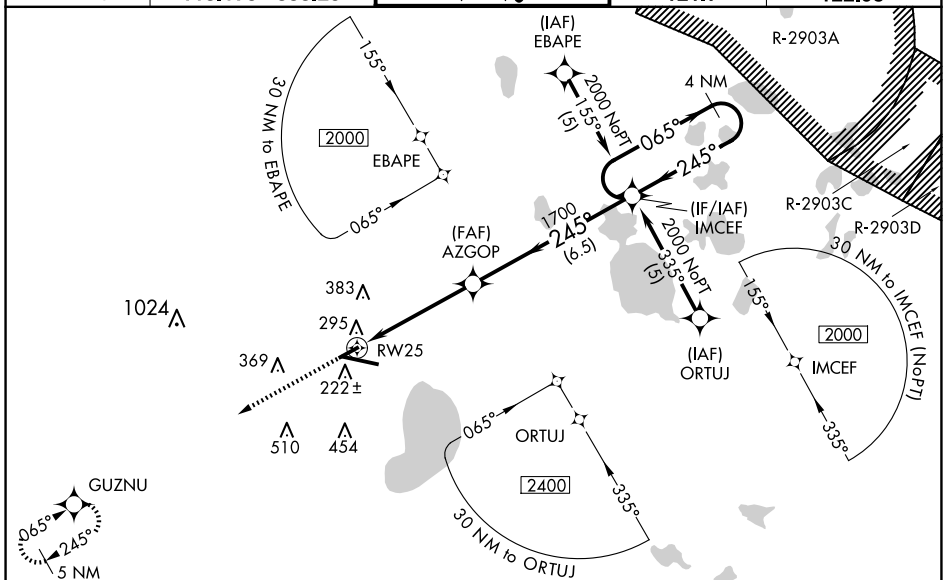 (IAF)
EBAPE
R-2903A
4 NM
155°
30 NM to EBAPE
2000
EBAPE
065°
2000 NoPT
155°
(5)
065°
245°
R-2903C
R-2903D
(IF/IAF)
IMCEF
1700
245°
(6.5)
2000 NoPT
335°
(5)
(FAF)
AZGOP
30 NM to IMCEF (NoPT)
155°
2000
IMCEF
335°
(IAF)
ORTUJ
383
1024
295
RW25
369
222±
510
454
065°
ORTUJ
2400
335°
30 NM to ORTUJ
GUZNU
065°
245°
5 NM